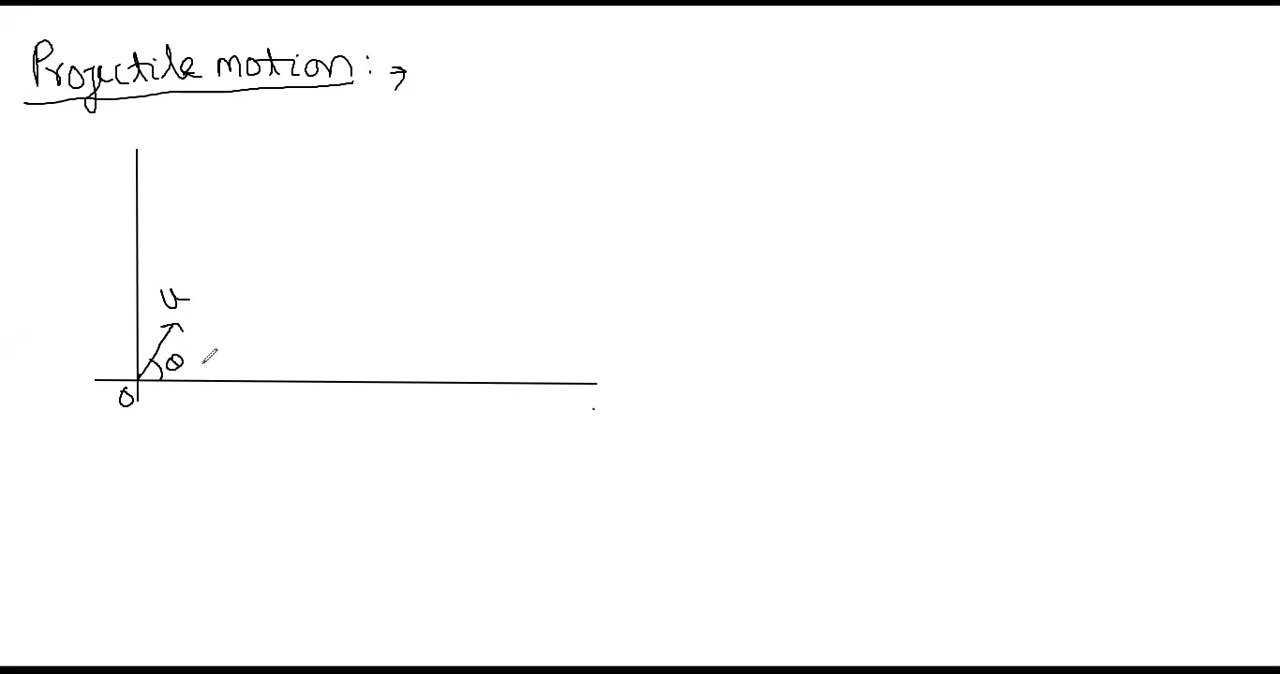 Projectile motion : →
u
θ
O